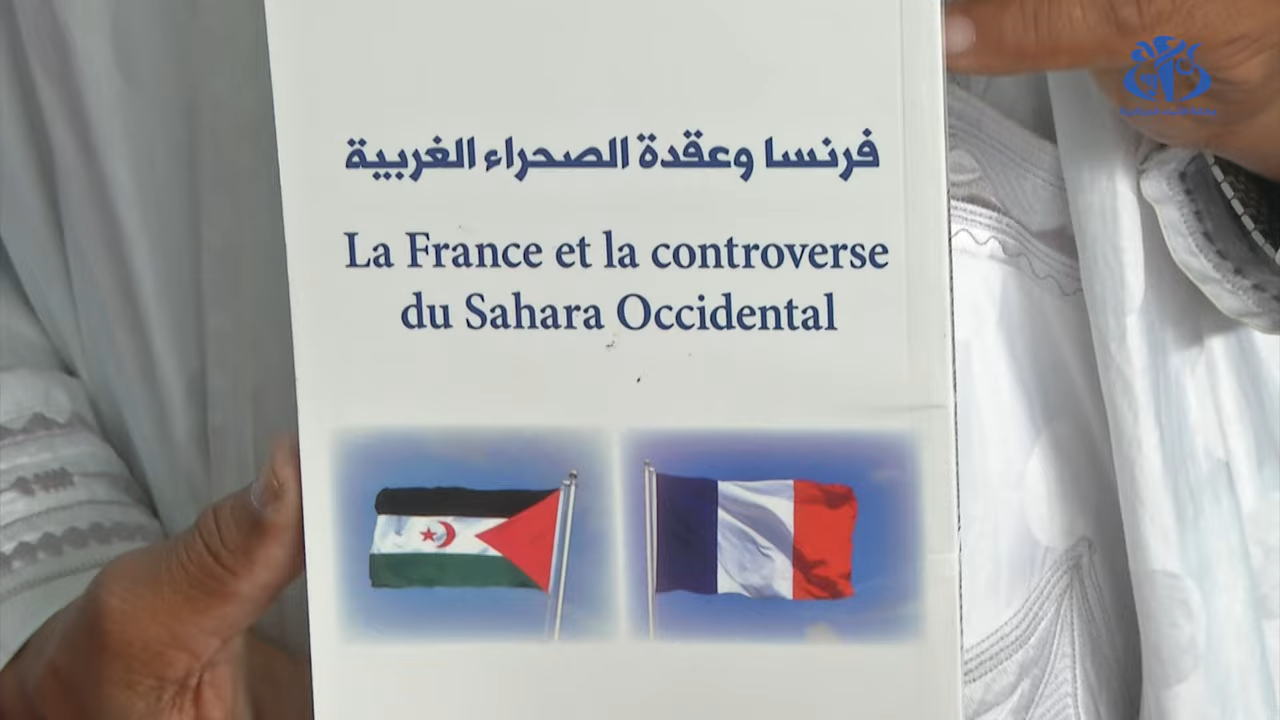 فرنسا وعقدة الصحراء الغربية
La France et la controverse
du Sahara Occidental